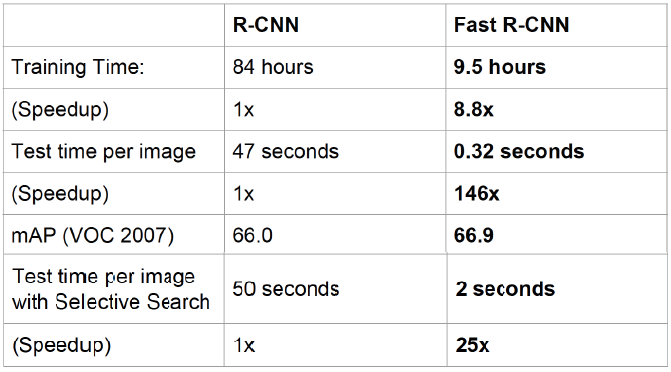 R-CNN Fast R-CNN
Training Time: 84 hours 9.5 hours
(Speedup) 1x 8.8x
Test time per image 47 seconds 0.32 seconds
(Speedup) 1x 146x
mAP (VOC 2007) 66.0 66.9
Test time per image
with Selective Search 50 seconds 2 seconds
(Speedup) 1x 25x